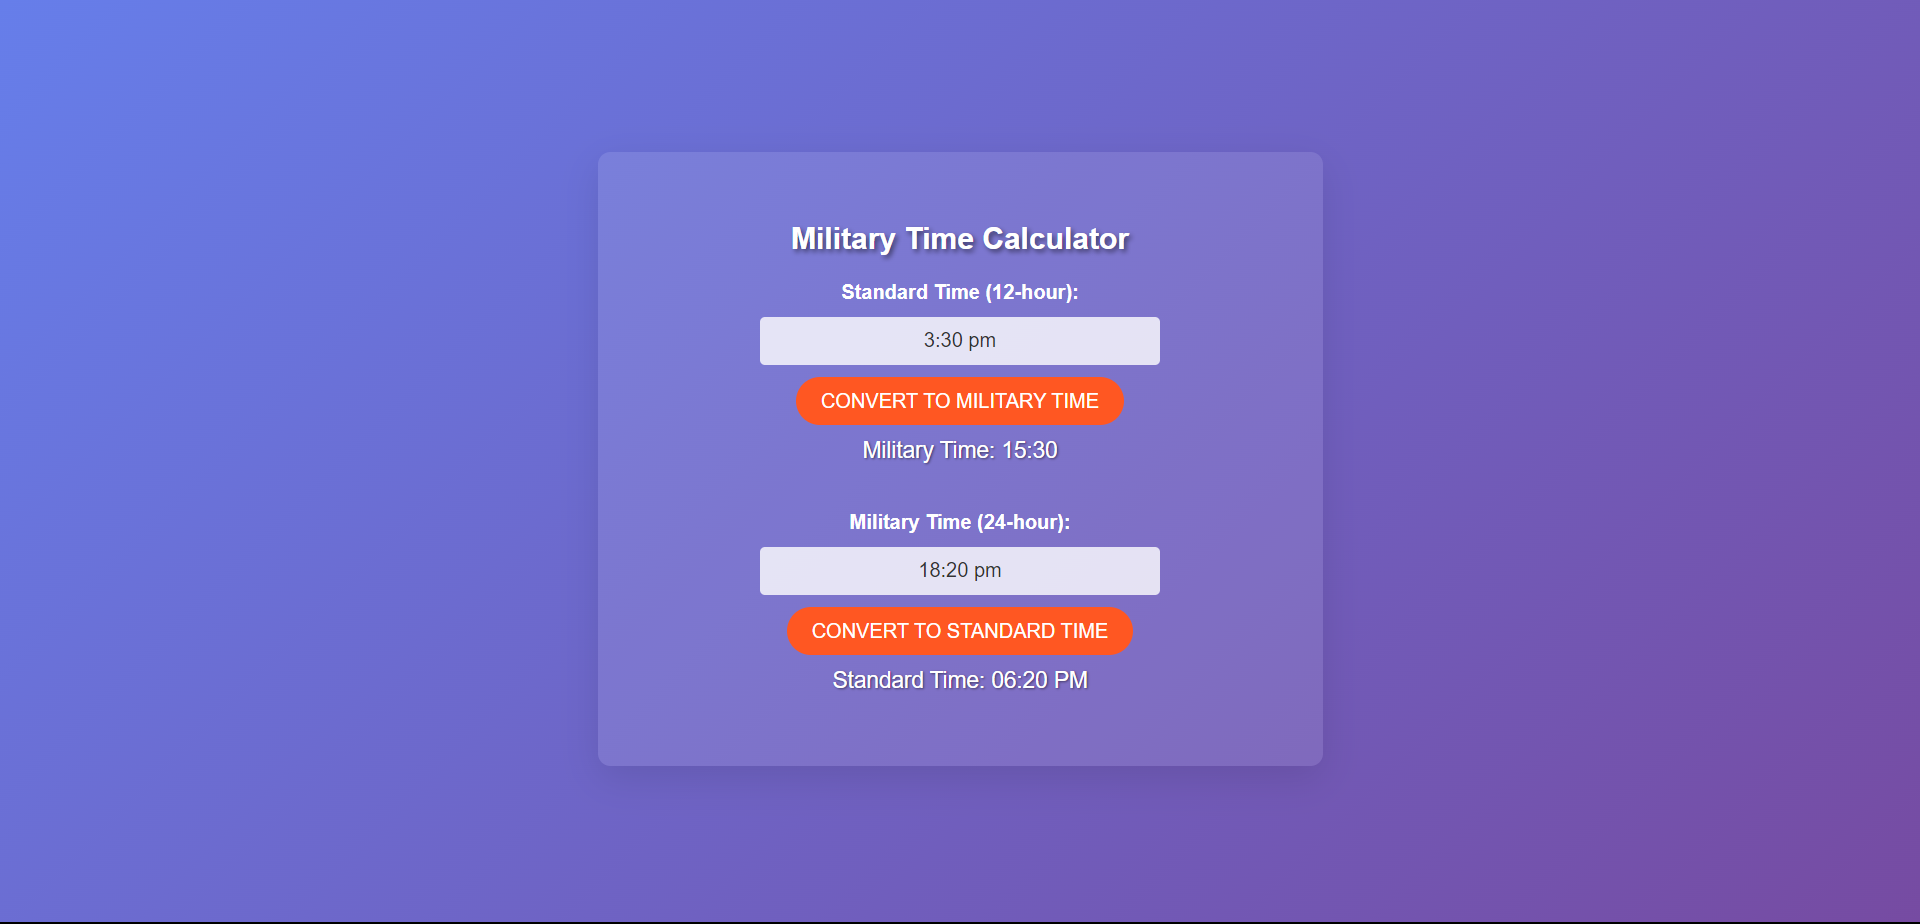 Military Time Calculator
Standard Time (12-hour):
3:30 pm
CONVERT TO MILITARY TIME
Military Time: 15:30
Military Time (24-hour):
18:20 pm
CONVERT TO STANDARD TIME
Standard Time: 06:20 PM